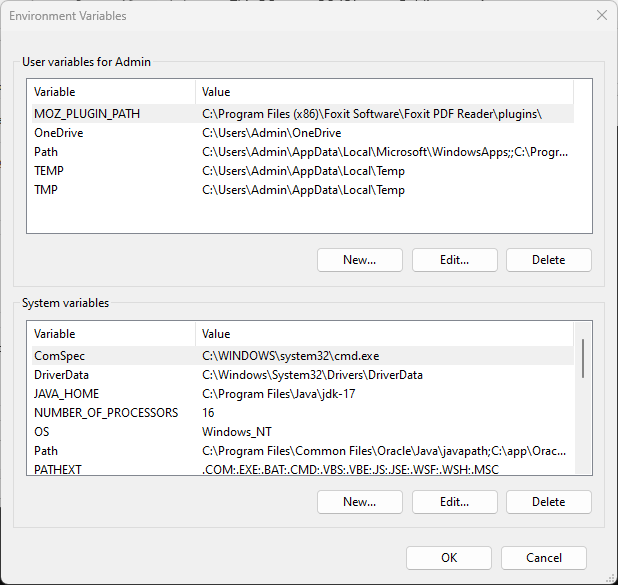 Environment Variables
User variables for Admin
Variable Value
MOZ_PLUGIN_PATH C:\Program Files (x86)\Foxit Software\Foxit PDF Reader\plugins\
OneDrive C:\Users\Admin\OneDrive
Path C:\Users\Admin\AppData\Local\Microsoft\WindowsApps;;C:\Progr...
TEMP C:\Users\Admin\AppData\Local\Temp
TMP C:\Users\Admin\AppData\Local\Temp
New... Edit... Delete
System variables
Variable Value
ComSpec C:\WINDOWS\system32\cmd.exe
DriverData C:\Windows\System32\Drivers\DriverData
JAVA_HOME C:\Program Files\Java\jdk-17
NUMBER_OF_PROCESSORS 16
OS Windows_NT
Path C:\Program Files\Common Files\Oracle\Java\javapath;C:\app\Orac...
PATHEXT .COM;.EXE;.BAT;.CMD;.VBS;.VBE;.JS;.JSE;.WSF;.WSH;.MSC
New... Edit... Delete
OK Cancel